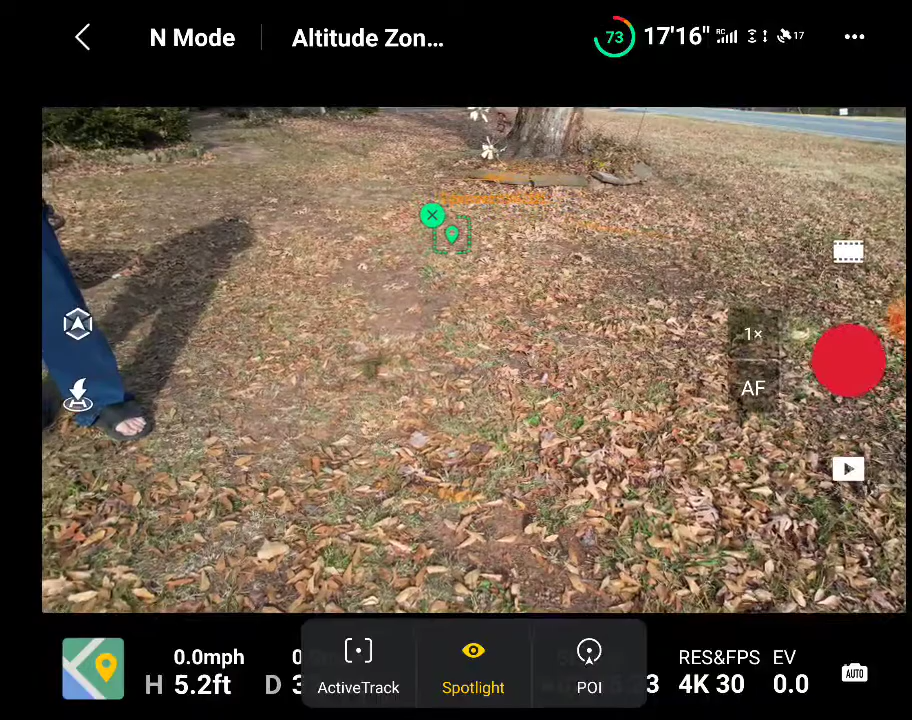 N Mode
Altitude Zon...
73
17'16"
RC
17
1×
AF
0.0mph
H 5.2ft
D
ActiveTrack
Spotlight
POI
3
RES&FPS
4K 30
EV
0.0
AUTO